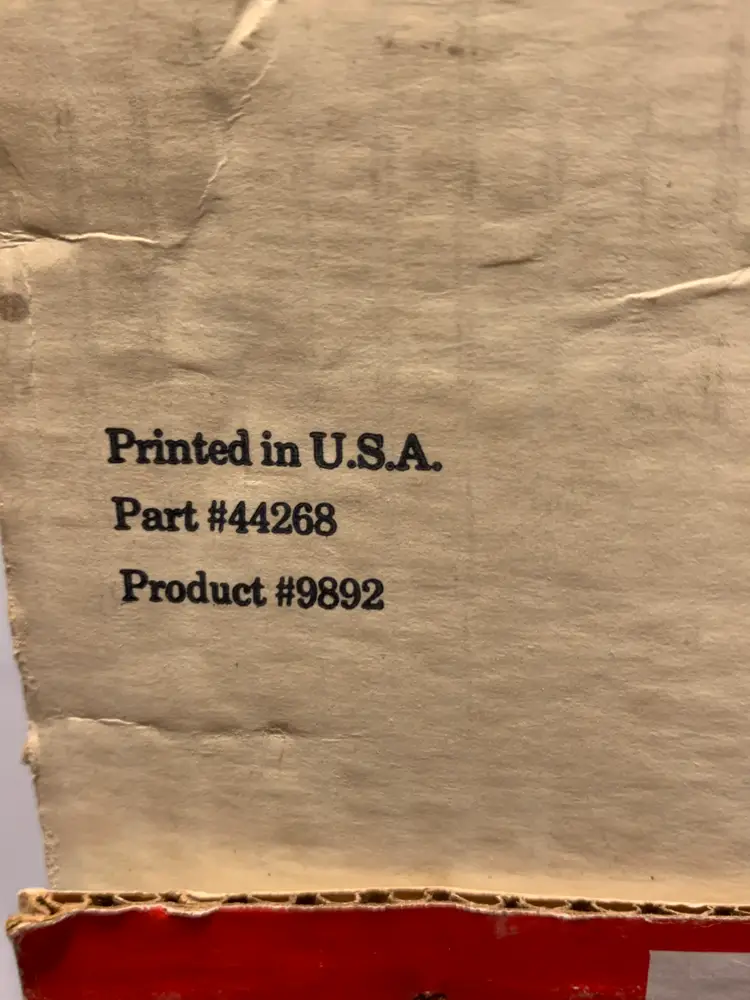 Printed in U.S.A.
Part #44268
Product #9892